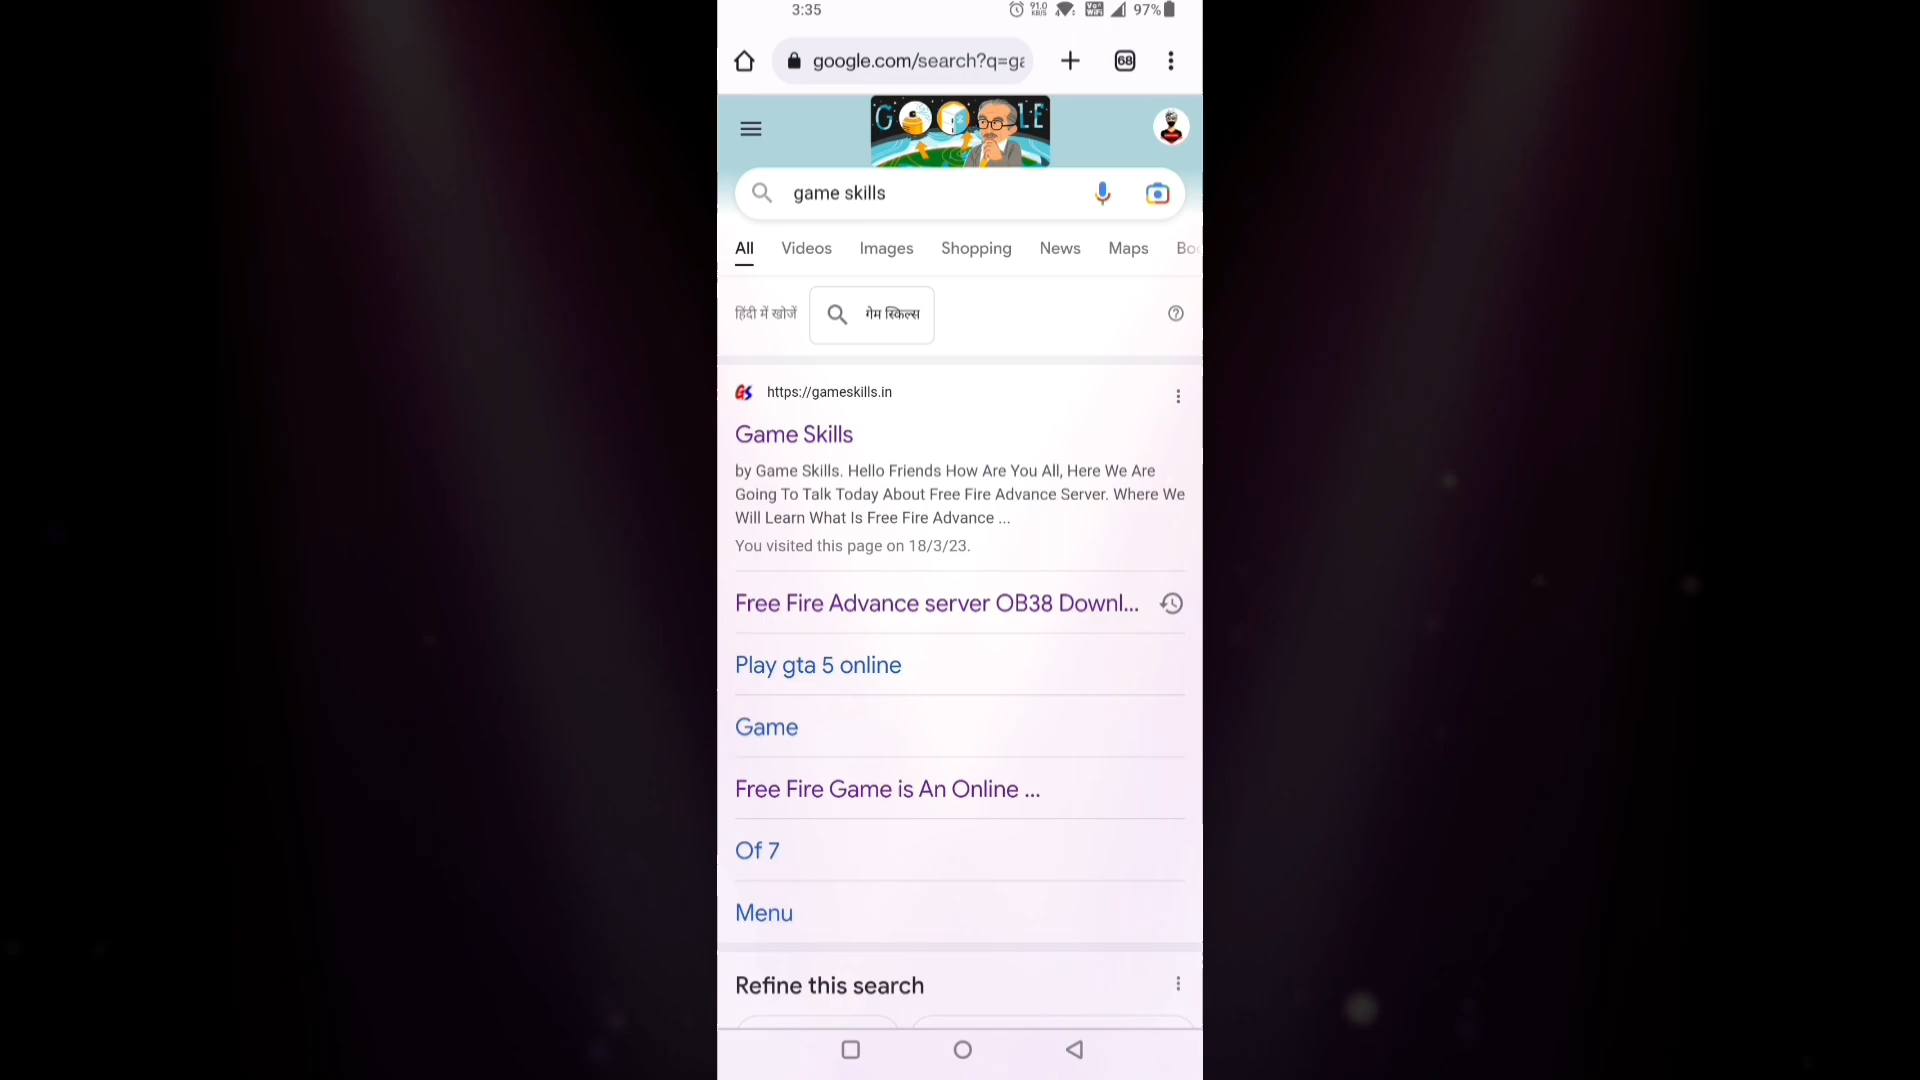 3:35
91.0
KB/S
97%
google.com/search?q=ga
68
game skills
All Videos Images Shopping News Maps Boo
हिंदी में खोजें
गेम स्किल्स
GS
https://gameskills.in
Game Skills
by Game Skills. Hello Friends How Are You All, Here We Are
Going To Talk Today About Free Fire Advance Server. Where We
Will Learn What Is Free Fire Advance ...
You visited this page on 18/3/23.
Free Fire Advance server OB38 Downl...
Play gta 5 online
Game
Free Fire Game is An Online ...
Of 7
Menu
Refine this search